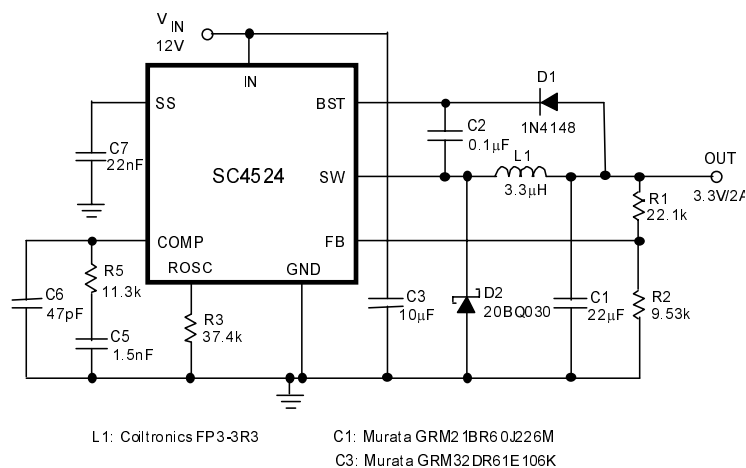 V IN
12V
IN
SS
BST
D1
1N4148
C2
0.1µF
C7
22nF
SC4524
SW
L1
3.3µH
OUT
3.3V/2A
R1
22.1k
COMP
FB
ROSC
GND
R5
11.3k
C6
47pF
R3
37.4k
C3
10µF
D2
20BQ030
C1
22µF
R2
9.53k
C5
1.5nF
L1: Coiltronics FP3-3R3
C1: Murata GRM21BR60J226M
C3: Murata GRM32DR61E106K